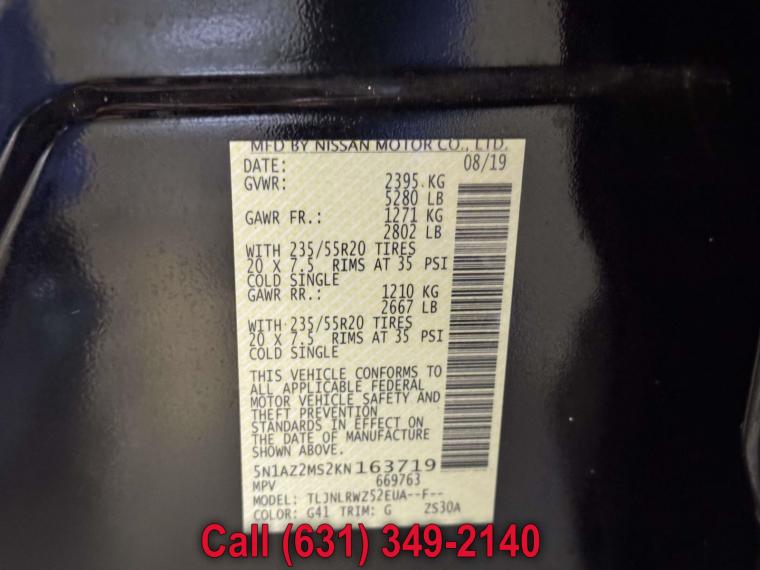 MFD BY NISSAN MOTOR CO., LTD.
DATE: 08/19
GVWR: 2395 KG
5280 LB
GAWR FR.: 1271 KG
2802 LB
WITH 235/55R20 TIRES
20 X 7.5 RIMS AT 35 PSI
COLD SINGLE
GAWR RR.: 1210 KG
2667 LB
WITH 235/55R20 TIRES
20 X 7.5 RIMS AT 35 PSI
COLD SINGLE
THIS VEHICLE CONFORMS TO
ALL APPLICABLE FEDERAL
MOTOR VEHICLE SAFETY AND
THEFT PREVENTION
STANDARDS IN EFFECT ON
THE DATE OF MANUFACTURE
SHOWN ABOVE.
5N1AZ2MS2KN163719
MPV 669763
MODEL: TLJNLRWZ52EUA--F--
COLOR: G41 TRIM: G ZS30A
Call (631) 349-2140